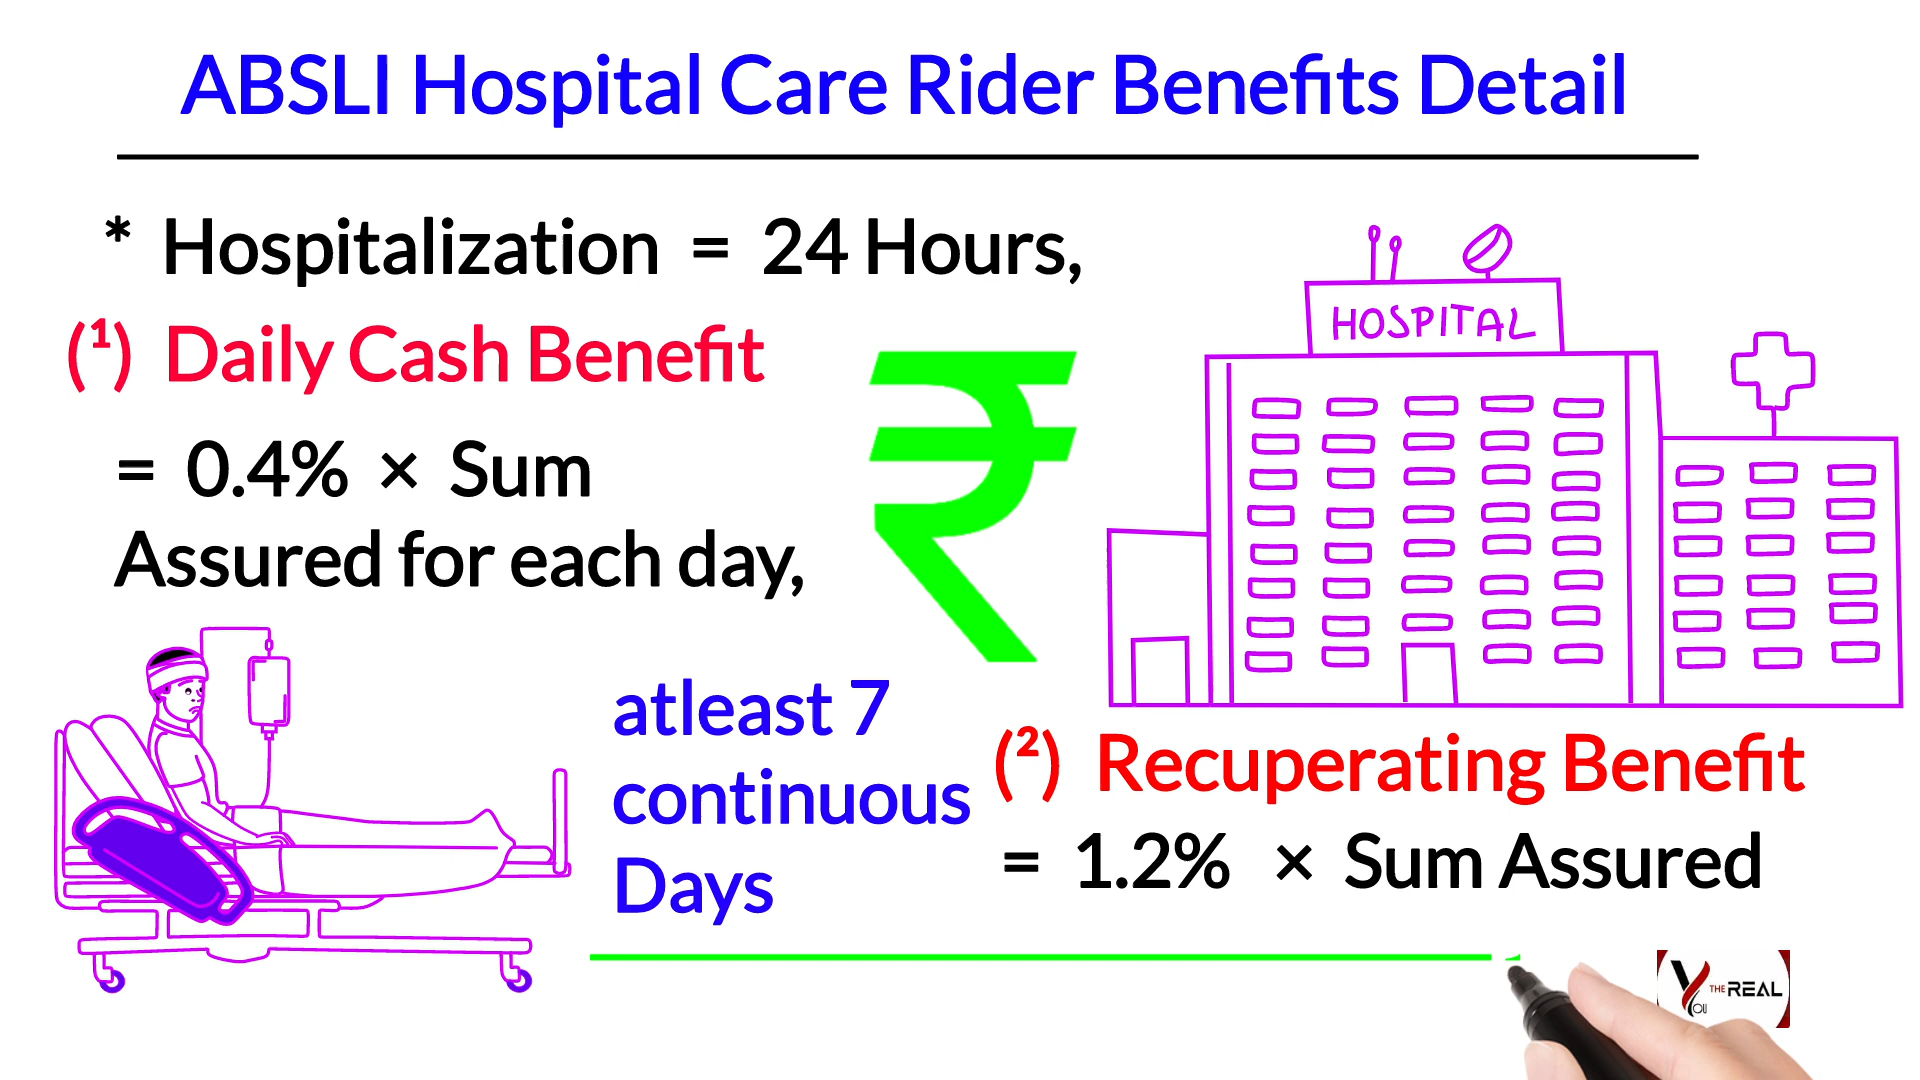 ABSLI Hospital Care Rider Benefits Detail
* Hospitalization = 24 Hours,
(¹) Daily Cash Benefit
= 0.4% × Sum
Assured for each day,
HOSPITAL
atleast 7
continuous
Days
(²) Recuperating Benefit
= 1.2% × Sum Assured
YOU THE REAL